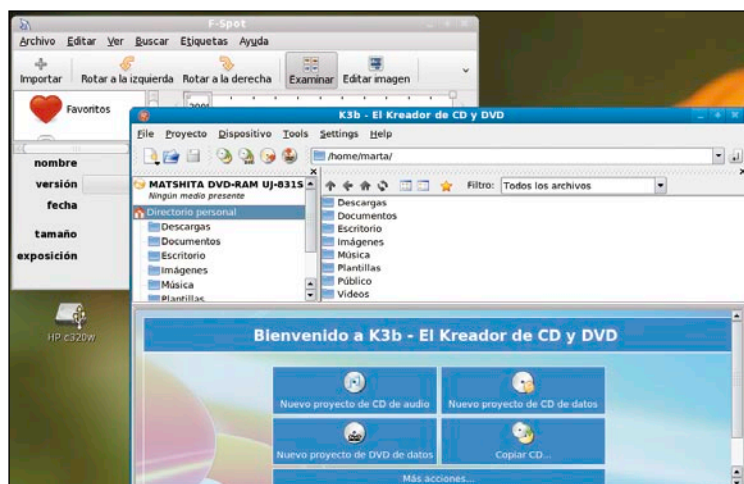 F-Spot
Archivo Editar Ver Buscar Etiquetas Ayuda
Importar Rotar a la izquierda Rotar a la derecha Examinar Editar imagen
Favoritos
nombre
versión
fecha
tamaño
exposición
HP c320w
K3b - El Kreador de CD y DVD
File Proyecto Dispositivo Tools Settings Help
/home/marta/
MATSHITA DVD-RAM UJ-831S
Ningún medio presente
Filtro: Todos los archivos
Directorio personal
Descargas
Documentos
Escritorio
Imágenes
Música
Plantillas
Descargas
Documentos
Escritorio
Imágenes
Música
Plantillas
Público
Vídeos
Bienvenido a K3b - El Kreador de CD y DVD
Nuevo proyecto de CD de audio
Nuevo proyecto de CD de datos
Nuevo proyecto de DVD de datos
Copiar CD...
Más acciones...